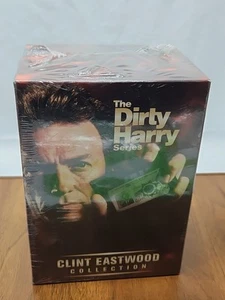 The
Dirty
Harry
Series
CLINT EASTWOOD
COLLECTION